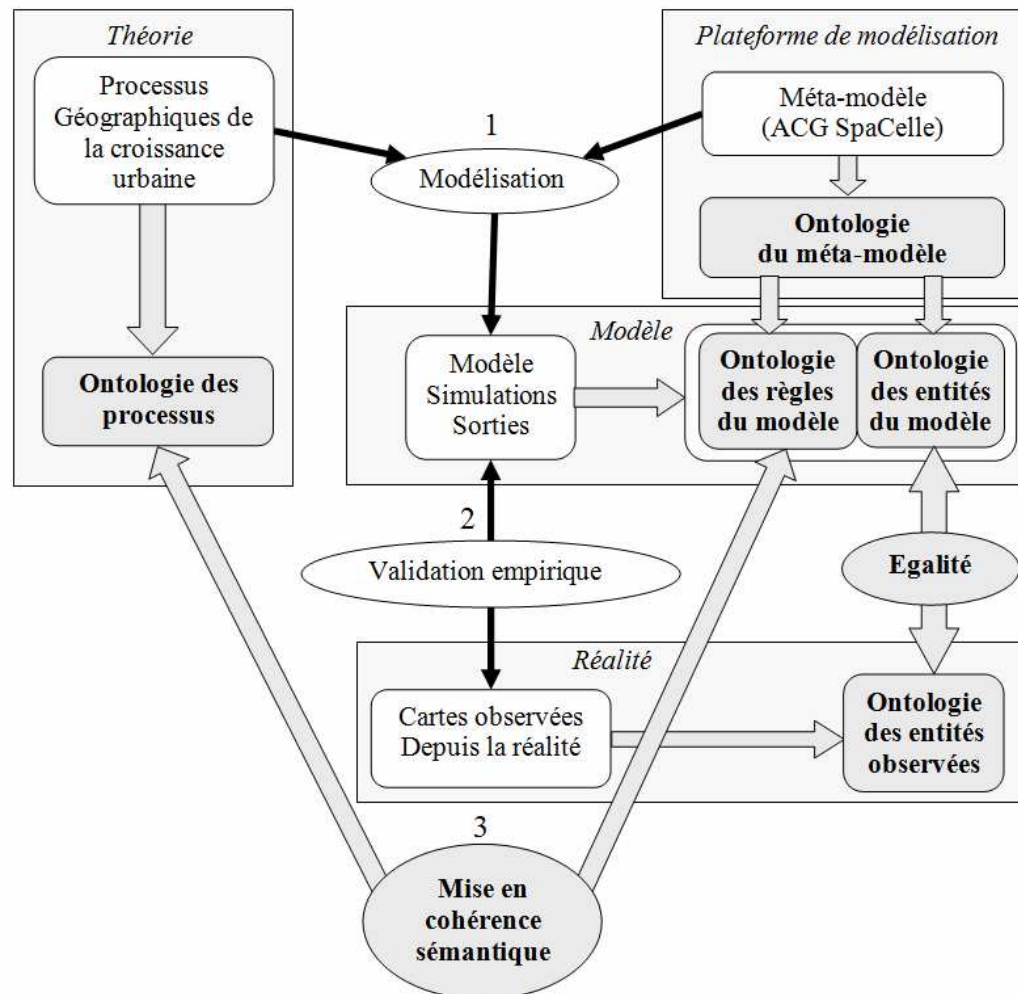 Théorie
Processus
Géographiques de
la croissance
urbaine
Ontologie des
processus
1
Modélisation
Plateforme de modélisation
Méta-modèle
(ACG SpaCelle)
Ontologie
du méta-modèle
Modèle
Modèle
Simulations
Sorties
Ontologie
des règles
du modèle
Ontologie
des entités
du modèle
2
Validation empirique
Egalité
Réalité
Cartes observées
Depuis la réalité
Ontologie
des entités
observées
3
Mise en
cohérence
sémantique